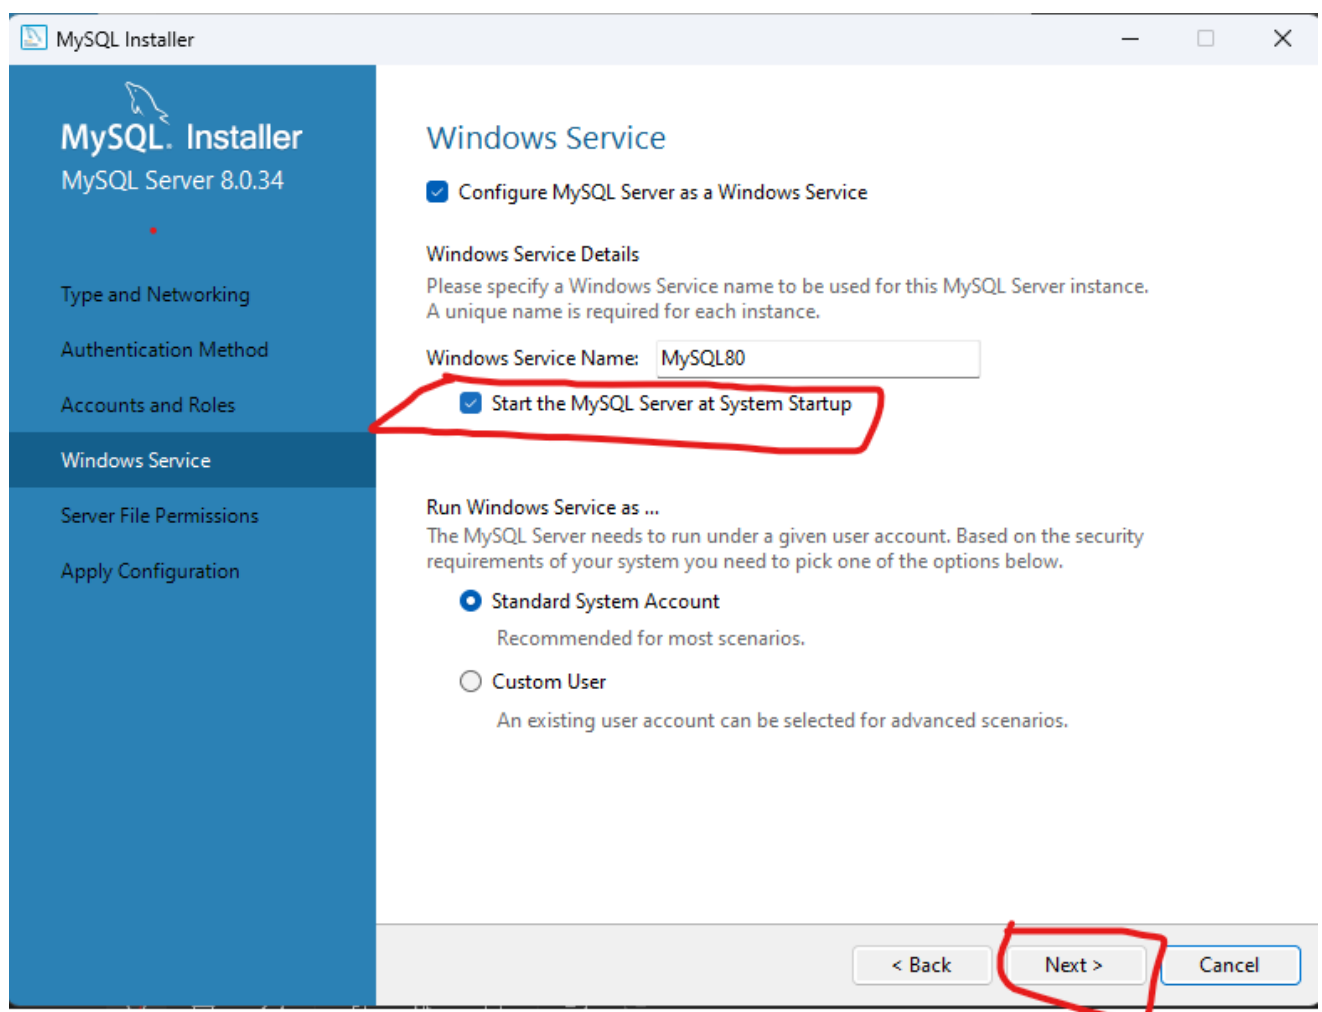 MySQL Installer
MySQL. Installer
MySQL Server 8.0.34
Type and Networking
Authentication Method
Accounts and Roles
Windows Service
Server File Permissions
Apply Configuration
Windows Service
Configure MySQL Server as a Windows Service
Windows Service Details
Please specify a Windows Service name to be used for this MySQL Server instance.
A unique name is required for each instance.
Windows Service Name: MySQL80
Start the MySQL Server at System Startup
Run Windows Service as ...
The MySQL Server needs to run under a given user account. Based on the security
requirements of your system you need to pick one of the options below.
Standard System Account
Recommended for most scenarios.
Custom User
An existing user account can be selected for advanced scenarios.
< Back
Next >
Cancel